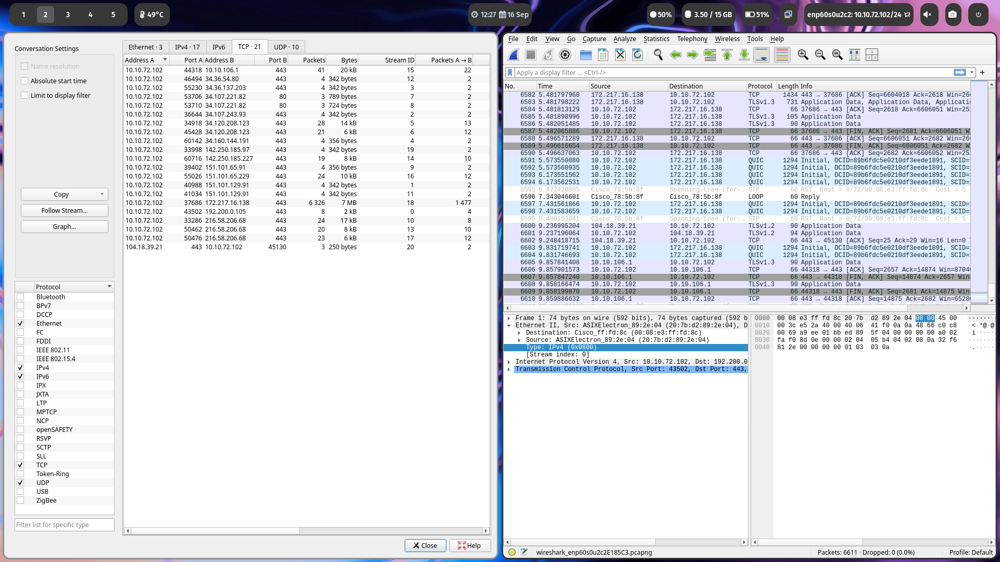 1 2 3 4 5 49°C 12:27 16 Sep 50% 3.50 / 15 GB 51% enp60s0u2c2: 10.10.72.102/24
Conversation Settings
Name resolution
Absolute start time
Limit to display filter
Copy
Follow Stream...
Graph...
Protocol
Bluetooth
BPv7
DCCP
Ethernet
FC
FDDI
IEEE 802.11
IEEE 802.15.4
IPv4
IPv6
IPX
JXTA
LTP
MPTCP
NCP
openSAFETY
RSVP
SCTP
SLL
TCP
Token-Ring
UDP
USB
ZigBee
Filter list for specific type
Ethernet · 3 IPv4 · 17 IPv6 TCP · 21 UDP · 10
Address A Port A Address B Port B Packets Bytes Stream ID Packets A → B
10.10.72.102 44318 10.10.106.1 443 41 20 kB 15 22
10.10.72.102 46494 34.36.54.80 443 4 342 bytes 12 2
10.10.72.102 55230 34.36.137.203 443 4 342 bytes 3 2
10.10.72.102 53706 34.107.221.82 80 3 789 bytes 7 2
10.10.72.102 53710 34.107.221.82 80 3 724 bytes 8 2
10.10.72.102 36644 34.107.243.93 443 4 342 bytes 2 2
10.10.72.102 34918 34.120.208.123 443 28 14 kB 5 13
10.10.72.102 45428 34.120.208.123 443 21 6 kB 6 12
10.10.72.102 60142 34.160.144.191 443 4 356 bytes 4 2
10.10.72.102 33998 142.250.185.97 443 4 342 bytes 19 2
10.10.72.102 60716 142.250.185.227 443 19 8 kB 14 10
10.10.72.102 39402 151.101.65.91 443 4 356 bytes 9 2
10.10.72.102 55026 151.101.65.229 443 24 10 kB 16 12
10.10.72.102 40988 151.101.129.91 443 4 342 bytes 1 2
10.10.72.102 41034 151.101.129.91 443 4 342 bytes 11 2
10.10.72.102 37686 172.217.16.138 443 6 326 7 MB 18 1 477
10.10.72.102 43502 192.200.0.105 443 8 2 kB 0 4
10.10.72.102 33286 216.58.206.68 443 24 17 kB 10 8
10.10.72.102 50462 216.58.206.68 443 20 8 kB 13 10
10.10.72.102 50476 216.58.206.68 443 23 6 kB 17 12
104.18.39.21 443 10.10.72.102 45130 3 250 bytes 20 2
Close Help
File Edit View Go Capture Analyze Statistics Telephony Wireless Tools Help
Apply a display filter ... <Ctrl-/>
No. Time Source Destination Protocol Length Info
6582 5.481797960 172.217.16.138 10.10.72.102 TCP 1434 443 → 37686 [ACK] Seq=6604018 Ack=2618 Win=26
6583 5.481798222 172.217.16.138 10.10.72.102 TLSv1.3 731 Application Data, Application Data, Applicati
6584 5.481813129 10.10.72.102 172.217.16.138 TCP 66 37686 → 443 [ACK] Seq=2618 Ack=6606051 Win=25
6585 5.481898996 10.10.72.102 172.217.16.138 TLSv1.3 105 Application Data
6586 5.482051485 10.10.72.102 172.217.16.138 TLSv1.3 90 Application Data
6587 5.482065886 10.10.72.102 172.217.16.138 TCP 66 37686 → 443 [FIN, ACK] Seq=2681 Ack=6606051 W
6588 5.496571289 172.217.16.138 10.10.72.102 TCP 66 443 → 37686 [ACK] Seq=6606051 Ack=2682 Win=26
6589 5.496616654 172.217.16.138 10.10.72.102 TCP 66 443 → 37686 [FIN, ACK] Seq=6606051 Ack=2682 W
6590 5.496637063 10.10.72.102 172.217.16.138 TCP 66 37686 → 443 [ACK] Seq=2682 Ack=6606052 Win=25
6591 5.573550880 10.10.72.102 172.217.16.138 QUIC 1294 Initial, DCID=89b6fdc5e0210df3eede1891, SCID=
6592 5.573560935 10.10.72.102 172.217.16.138 QUIC 1294 Initial, DCID=89b6fdc5e0210df3eede1891, SCID=
6593 6.173551562 10.10.72.102 172.217.16.138 QUIC 1294 Initial, DCID=89b6fdc5e0210df3eede1891, SCID=
6594 6.173562531 10.10.72.102 172.217.16.138 QUIC 1294 Initial, DCID=89b6fdc5e0210df3eede1891, SCID=
6595 6.472420885 Cisco_78:5b:8f Spanning-tree-(for-… STP 60 RST. Root = 0/72/00:08:e3:ff:fd:8c Cost = 5
6596 7.343046601 Cisco_78:5b:8f Cisco_78:5b:8f LOOP 60 Reply
6597 7.431561866 10.10.72.102 172.217.16.138 QUIC 1294 Initial, DCID=89b6fdc5e0210df3eede1891, SCID=
6598 7.431583659 10.10.72.102 172.217.16.138 QUIC 1294 Initial, DCID=89b6fdc5e0210df3eede1891, SCID=
6599 8.480153041 Cisco_78:5b:8f Spanning-tree-(for-… STP 60 RST. Root = 0/72/00:08:e3:ff:fd:8c Cost = 5
6600 9.236995204 104.18.39.21 10.10.72.102 TLSv1.2 90 Application Data
6601 9.237196064 10.10.72.102 104.18.39.21 TLSv1.2 94 Application Data
6602 9.248418715 104.18.39.21 10.10.72.102 TCP 66 443 → 45130 [ACK] Seq=25 Ack=29 Win=16 Len=0
6603 9.831719741 10.10.72.102 172.217.16.138 QUIC 1294 Initial, DCID=89b6fdc5e0210df3eede1891, SCID=
6604 9.831746693 10.10.72.102 172.217.16.138 QUIC 1294 Initial, DCID=89b6fdc5e0210df3eede1891, SCID=
6605 9.857841408 10.10.106.1 10.10.72.102 TLSv1.3 90 Application Data
6606 9.857901573 10.10.72.102 10.10.106.1 TCP 66 44318 → 443 [ACK] Seq=2657 Ack=14874 Win=8704
6607 9.857847240 10.10.106.1 10.10.72.102 TCP 66 443 → 44318 [FIN, ACK] Seq=14874 Ack=2657 Win
6608 9.858166474 10.10.72.102 10.10.106.1 TLSv1.3 90 Application Data
6609 9.858199870 10.10.72.102 10.10.106.1 TCP 66 44318 → 443 [FIN, ACK] Seq=2681 Ack=14875 Win
6610 9.859886632 10.10.106.1 10.10.72.102 TCP 66 443 → 44318 [ACK] Seq=14875 Ack=2682 Win=6528
Frame 1: 74 bytes on wire (592 bits), 74 bytes captured (592 b
Ethernet II, Src: ASIXElectron_89:2e:04 (20:7b:d2:89:2e:04), D
Destination: Cisco_ff:fd:8c (00:08:e3:ff:fd:8c)
Source: ASIXElectron_89:2e:04 (20:7b:d2:89:2e:04)
Type: IPv4 (0x0800)
[Stream index: 0]
Internet Protocol Version 4, Src: 10.10.72.102, Dst: 192.200.0
Transmission Control Protocol, Src Port: 43502, Dst Port: 443,
0000 00 08 e3 ff fd 8c 20 7b d2 89 2e 04 08 00 45 00
0010 00 3c e5 2a 40 00 40 06 41 f0 0a 0a 48 66 c0 c8 ·<·*@·@
0020 00 69 a9 ee 01 bb ed 89 5f 04 00 00 00 00 a0 02 ·i······
0030 fa f0 8d 0e 00 00 02 04 05 b4 04 02 08 0a 32 f6 ········
0040 81 2e 00 00 00 00 01 03 03 0a ·.······
wireshark_enp60s0u2c2E185C3.pcapng Packets: 6611 · Dropped: 0 (0.0%) Profile: Default